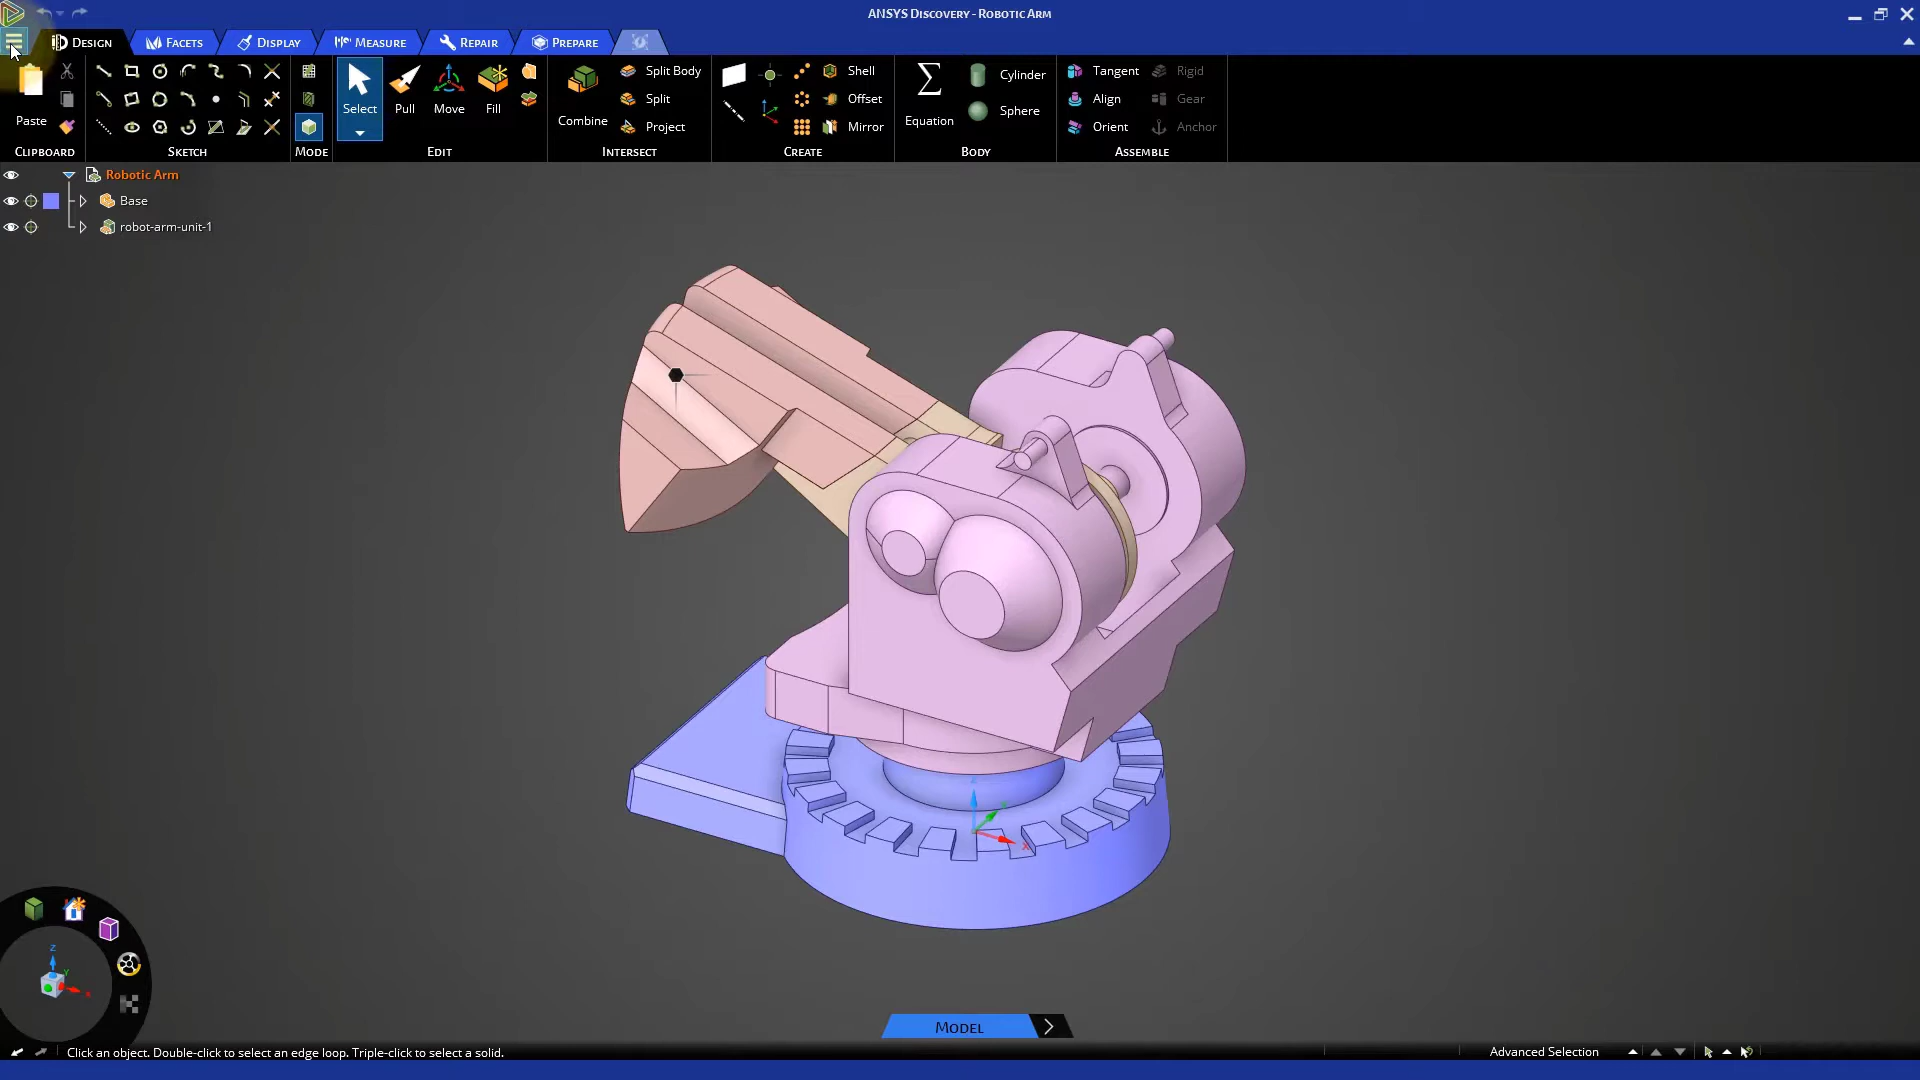 ANSYS Discovery - Robotic Arm
Design Facets Display Measure Repair Prepare
Paste
Clipboard
Sketch
Mode
Select Pull Move Fill
Edit
Combine
Split Body
Split
Project
Intersect
Shell
Offset
Mirror
Create
Equation
Cylinder
Sphere
Body
Tangent Rigid
Align Gear
Orient Anchor
Assemble
Robotic Arm
Base
robot-arm-unit-1
X
Z
Y
X
Model
Click an object. Double-click to select an edge loop. Triple-click to select a solid.
Advanced Selection